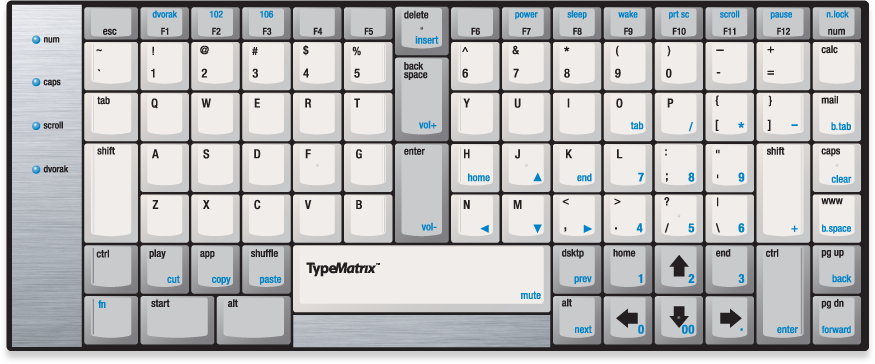 dvorak 102 106 delete power sleep wake prt sc scroll pause n.lock
esc F1 F2 F3 F4 F5 insert F6 F7 F8 F9 F10 F11 F12 num
num
~ ! @ # $ % back space ^ & * ( ) _ + calc
` 1 2 3 4 5 6 7 8 9 0 - =
caps
tab Q W E R T vol+ Y U I O tab P / { [ * } ] - mail b.tab
scroll
shift A S D F G enter H home J ▲ K end L 7 : ; 8 " ' 9 shift caps clear
dvorak
Z X C V B vol- N ◄ M ▼ < , ► > . 4 ? / 5 | \ 6 + www b.space
ctrl play cut app copy shuffle paste TypeMatrix™ mute dsktp prev home 1 ↑ 2 end 3 ctrl pg up back
fn start alt alt next ← 0 ↓ 00 → . enter pg dn forward